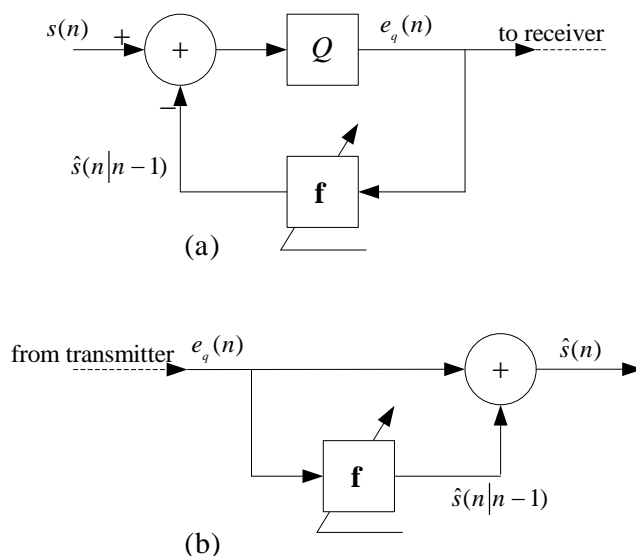 s(n)
+
+
Q
e_q(n)
to receiver
−
ŝ(n|n−1)
f
(a)
from transmitter
e_q(n)
+
ŝ(n)
f
ŝ(n|n−1)
(b)